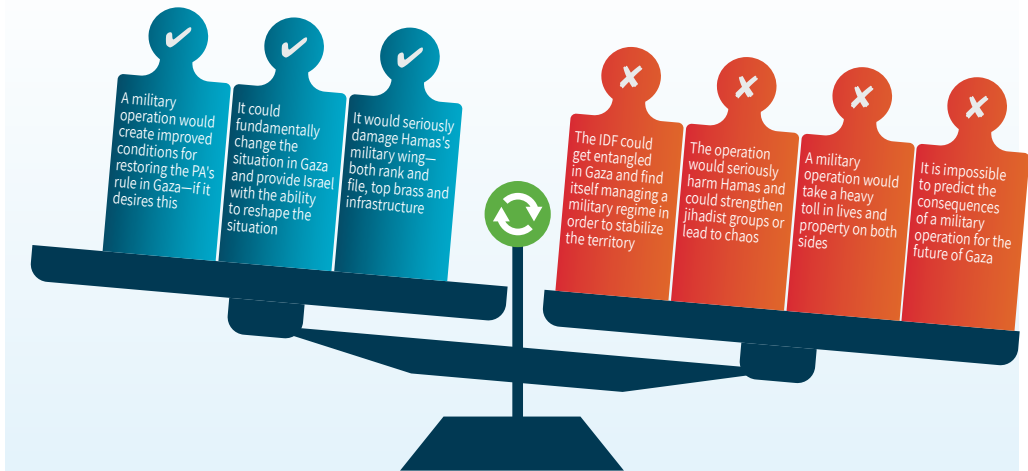 A military
operation would
create improved
conditions for
restoring the PA's
rule in Gaza—if it
desires this
It could
fundamentally
change the
situation in Gaza
and provide Israel
with the ability
to reshape the
situation
It would seriously
damage Hamas's
military wing—
both rank and
file, top brass and
infrastructure
The IDF could
get entangled
in Gaza and find
itself managing a
military regime in
order to stabilize
the territory
The operation
would seriously
harm Hamas and
could strengthen
jihadist groups or
lead to chaos
A military
operation would
take a heavy
toll in lives and
property on both
sides
It is impossible
to predict the
consequences
of a military
operation for the
future of Gaza